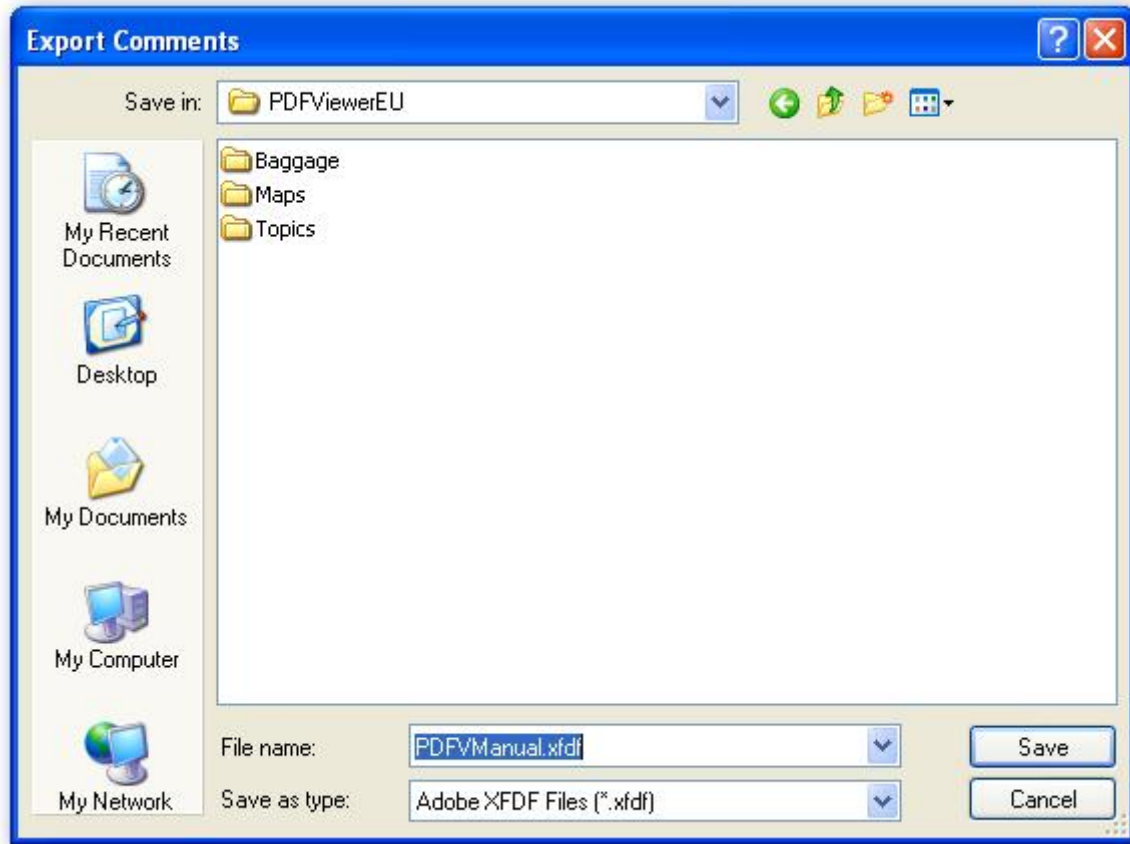 Export Comments
?
Save in: PDFViewerEU
Baggage
Maps
Topics
My Recent
Documents
Desktop
My Documents
My Computer
My Network
File name: PDFVManual.xfdf Save
Save as type: Adobe XFDF Files (*.xfdf) Cancel